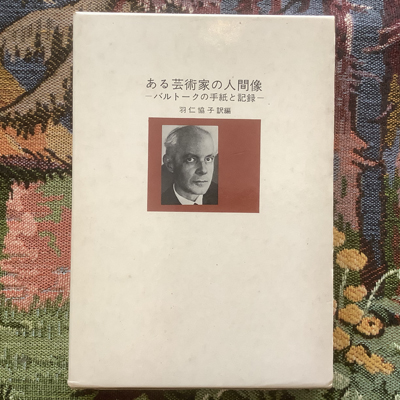 ある芸術家の人間像
―バルトークの手紙と記録―
羽仁協子訳編